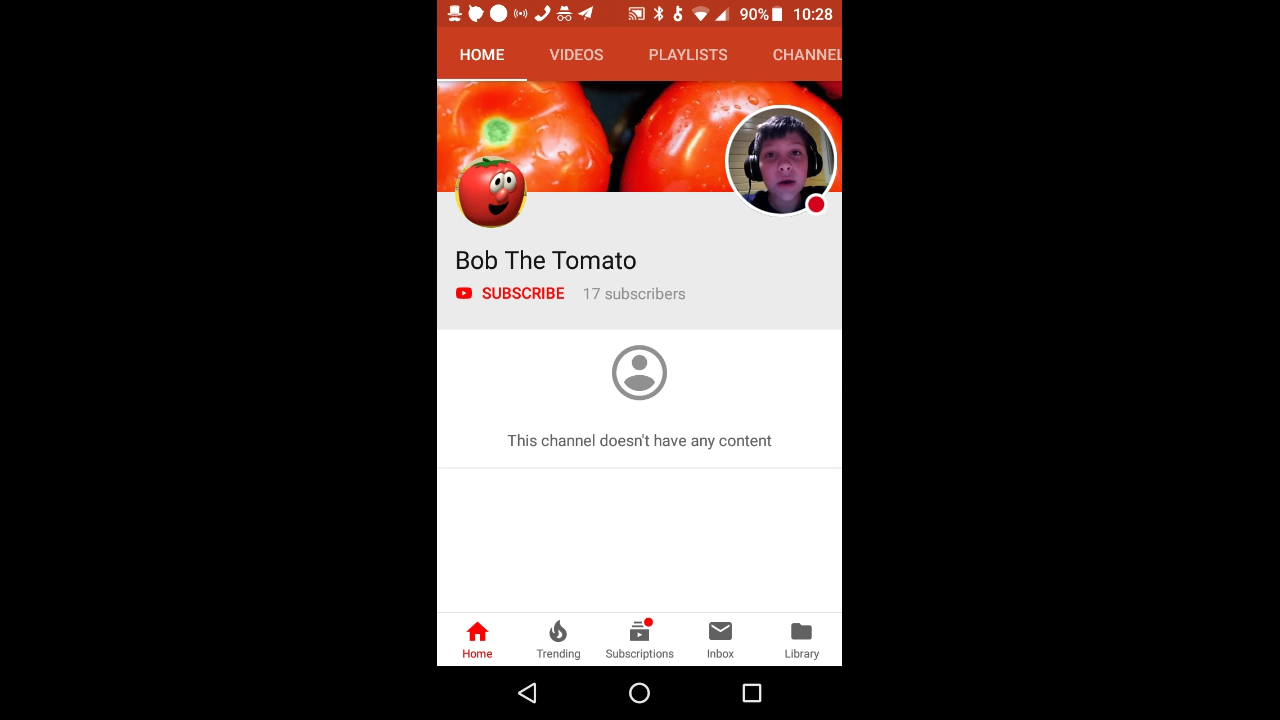 90% 10:28
HOME VIDEOS PLAYLISTS CHANNEL
Bob The Tomato
SUBSCRIBE 17 subscribers
This channel doesn't have any content
Home Trending Subscriptions Inbox Library